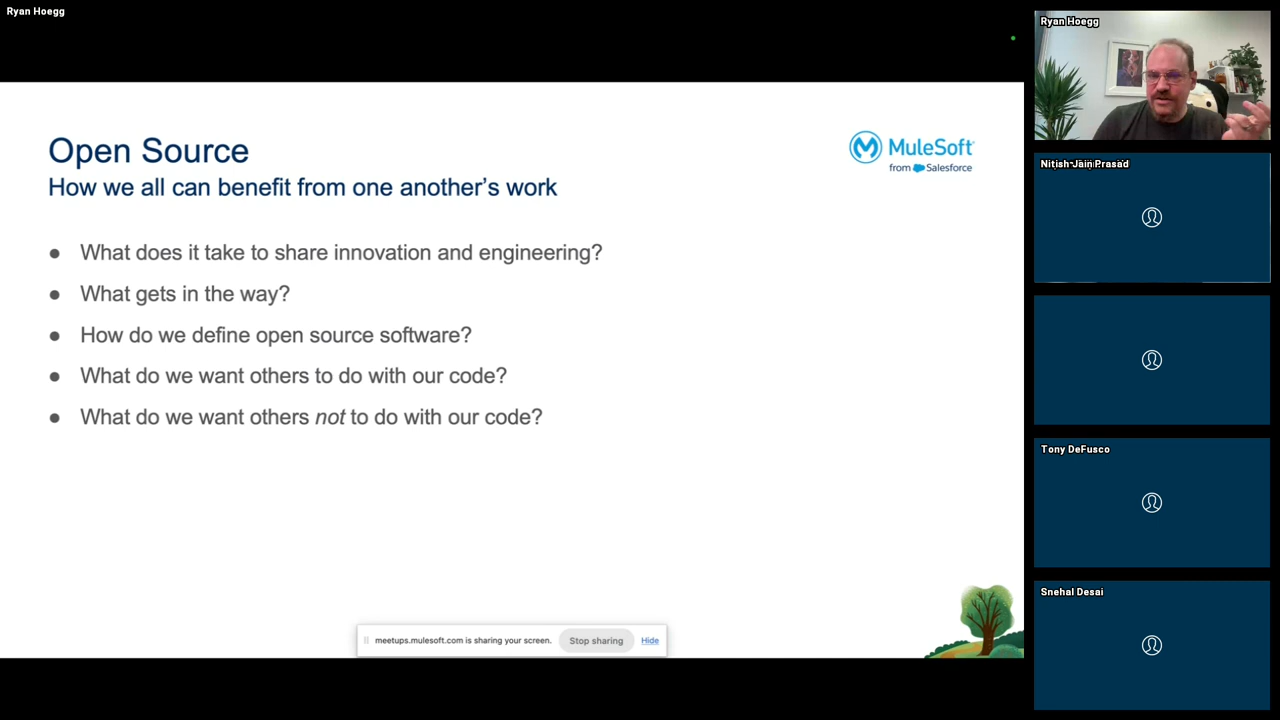 Ryan Hoegg
Open Source
How we all can benefit from one another's work
MuleSoft
from Salesforce
● What does it take to share innovation and engineering?
● What gets in the way?
● How do we define open source software?
● What do we want others to do with our code?
● What do we want others not to do with our code?
meetups.mulesoft.com is sharing your screen. Stop sharing Hide
Ryan Hoegg
Prasad
Tony DeFusco
Snehal Desai